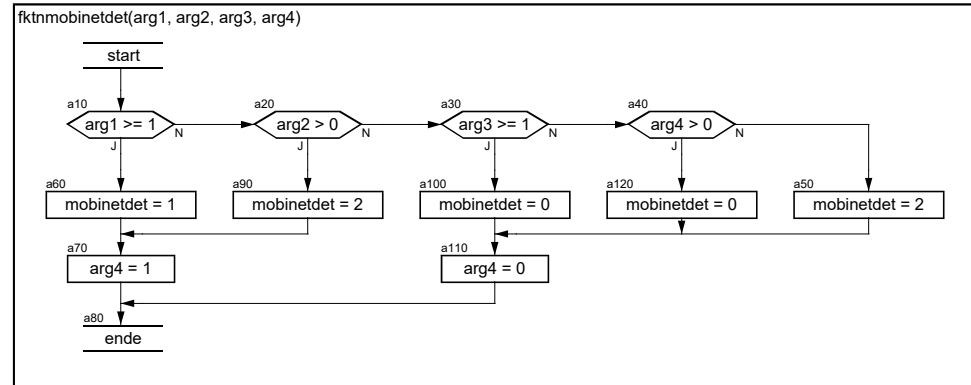 fktnmobinetdet(arg1, arg2, arg3, arg4)
start
a10
arg1 >= 1
N
J
a20
arg2 > 0
N
J
a30
arg3 >= 1
N
J
a40
arg4 > 0
N
J
a60
mobinetdet = 1
a90
mobinetdet = 2
a100
mobinetdet = 0
a120
mobinetdet = 0
a50
mobinetdet = 2
a70
arg4 = 1
a110
arg4 = 0
a80
ende